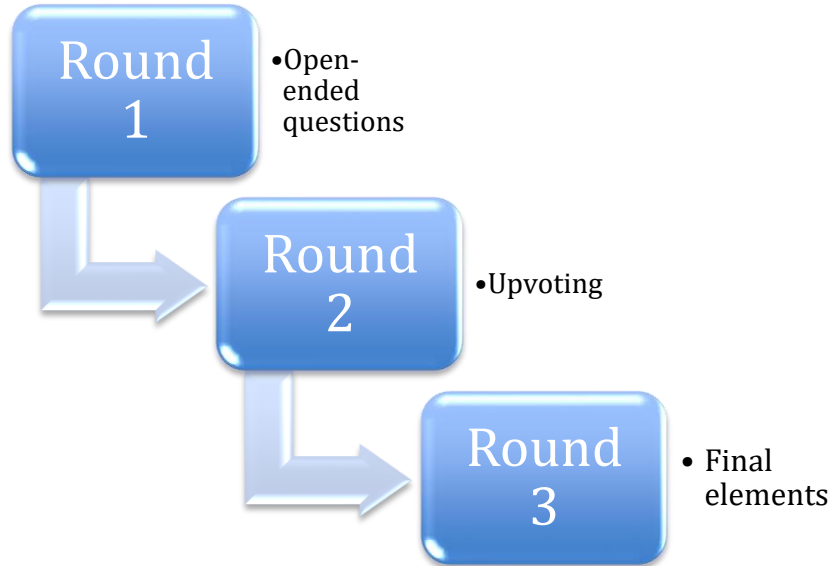 Round
1
•Open-
ended
questions
Round
2
•Upvoting
Round
3
• Final
elements